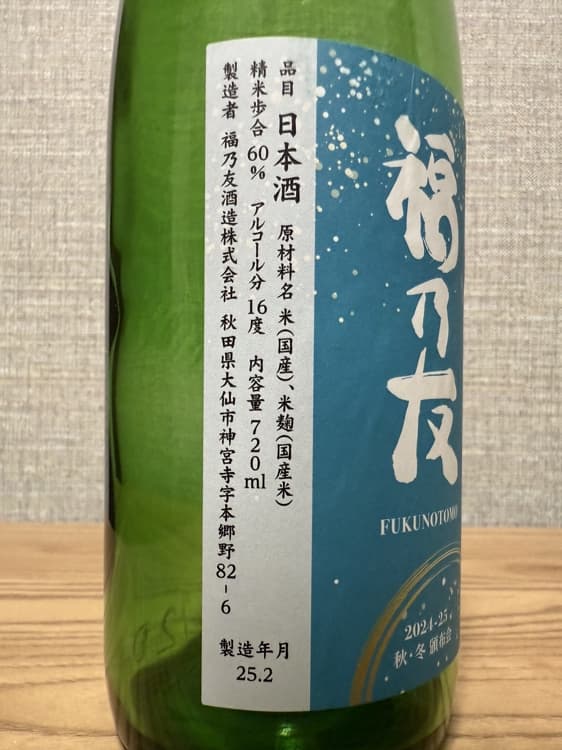 品目 日本酒 原材料名 米(国産)、米麹(国産米)
精米歩合 60% アルコール分 16度 内容量 720ml
製造者 福乃友酒造株式会社 秋田県大仙市神宮寺字本郷野82-6
製造年月
25.2
福乃友
FUKUNOTOMO
2024-25
秋・冬 頒布会